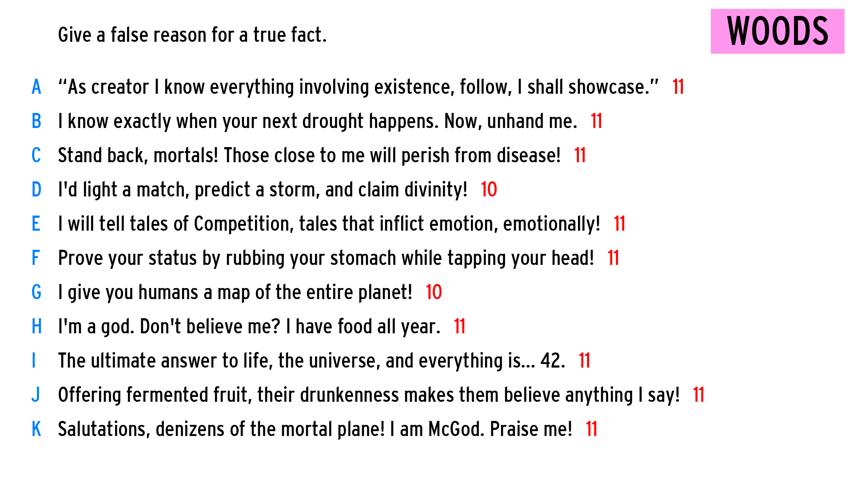 Give a false reason for a true fact.
WOODS
A "As creator I know everything involving existence, follow, I shall showcase." 11
B I know exactly when your next drought happens. Now, unhand me. 11
C Stand back, mortals! Those close to me will perish from disease! 11
D I'd light a match, predict a storm, and claim divinity! 10
E I will tell tales of Competition, tales that inflict emotion, emotionally! 11
F Prove your status by rubbing your stomach while tapping your head! 11
G I give you humans a map of the entire planet! 10
H I'm a god. Don't believe me? I have food all year. 11
I The ultimate answer to life, the universe, and everything is... 42. 11
J Offering fermented fruit, their drunkenness makes them believe anything I say! 11
K Salutations, denizens of the mortal plane! I am McGod. Praise me! 11